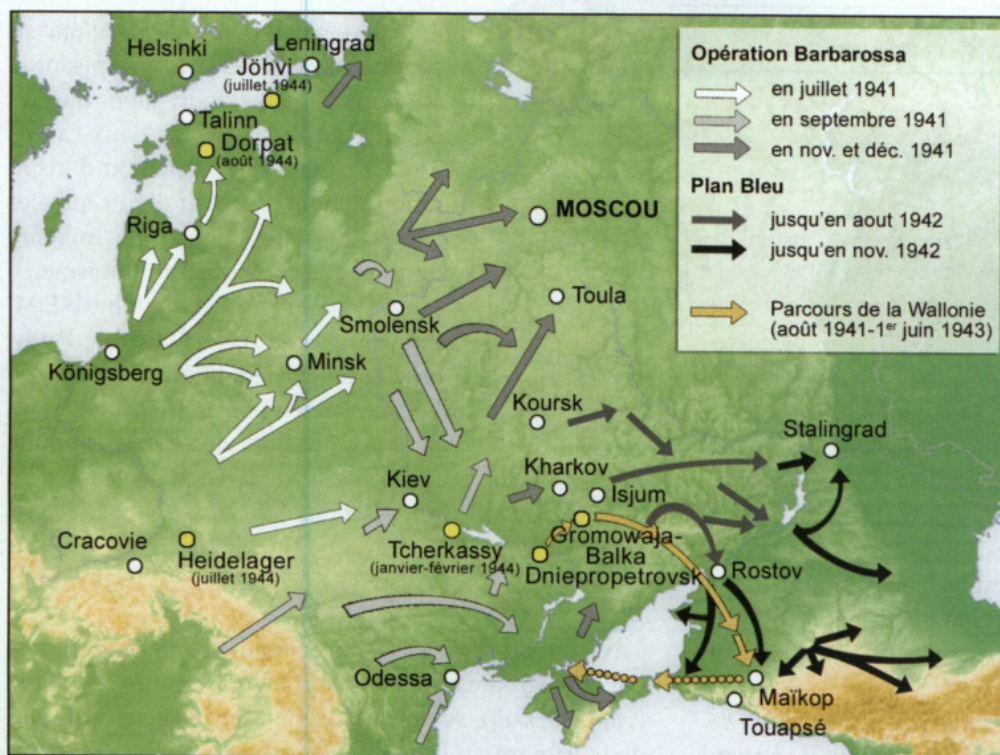 Helsinki
Leningrad
Jöhvi
(juillet 1944)
Talinn
Dorpat
(août 1944)
Riga
Königsberg
Minsk
Smolensk
MOSCOU
Toula
Koursk
Stalingrad
Kiev
Kharkov
Isjum
Cracovie
Heidelager
(juillet 1944)
Tcherkassy
(janvier-février 1944)
Gromowaja-
Balka
Dniepropetrovsk
Rostov
Odessa
Maïkop
Touapsé
Opération Barbarossa
en juillet 1941
en septembre 1941
en nov. et déc. 1941
Plan Bleu
jusqu'en aout 1942
jusqu'en nov. 1942
Parcours de la Wallonie
(août 1941-1er juin 1943)